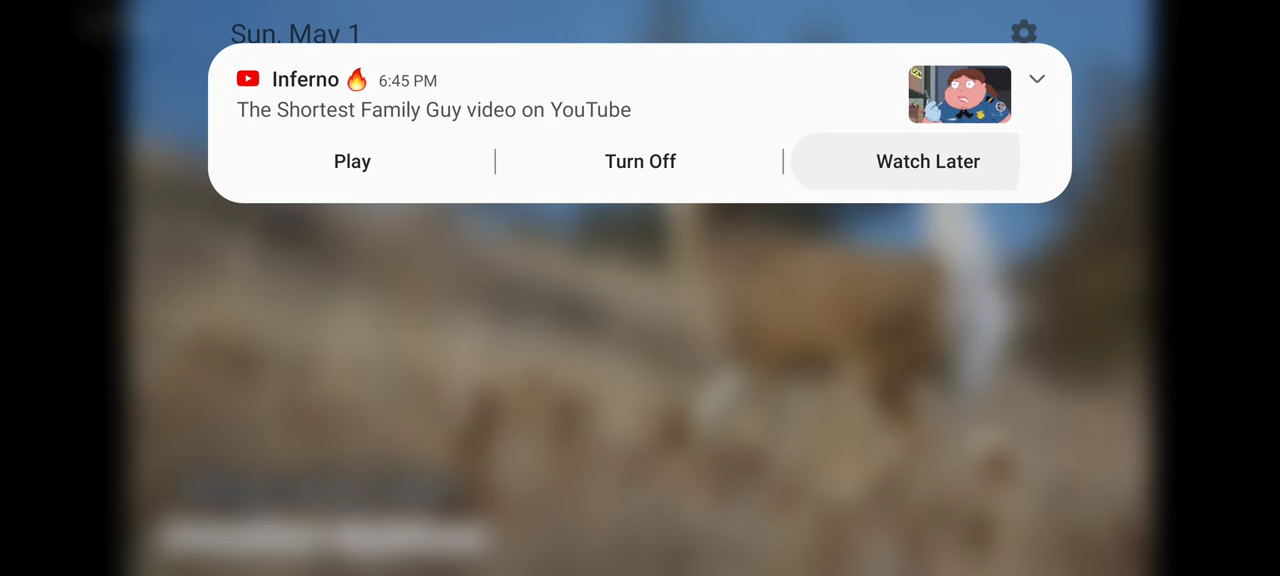 Sun, May 1
Inferno 🔥 6:45 PM
The Shortest Family Guy video on YouTube
Play | Turn Off | Watch Later